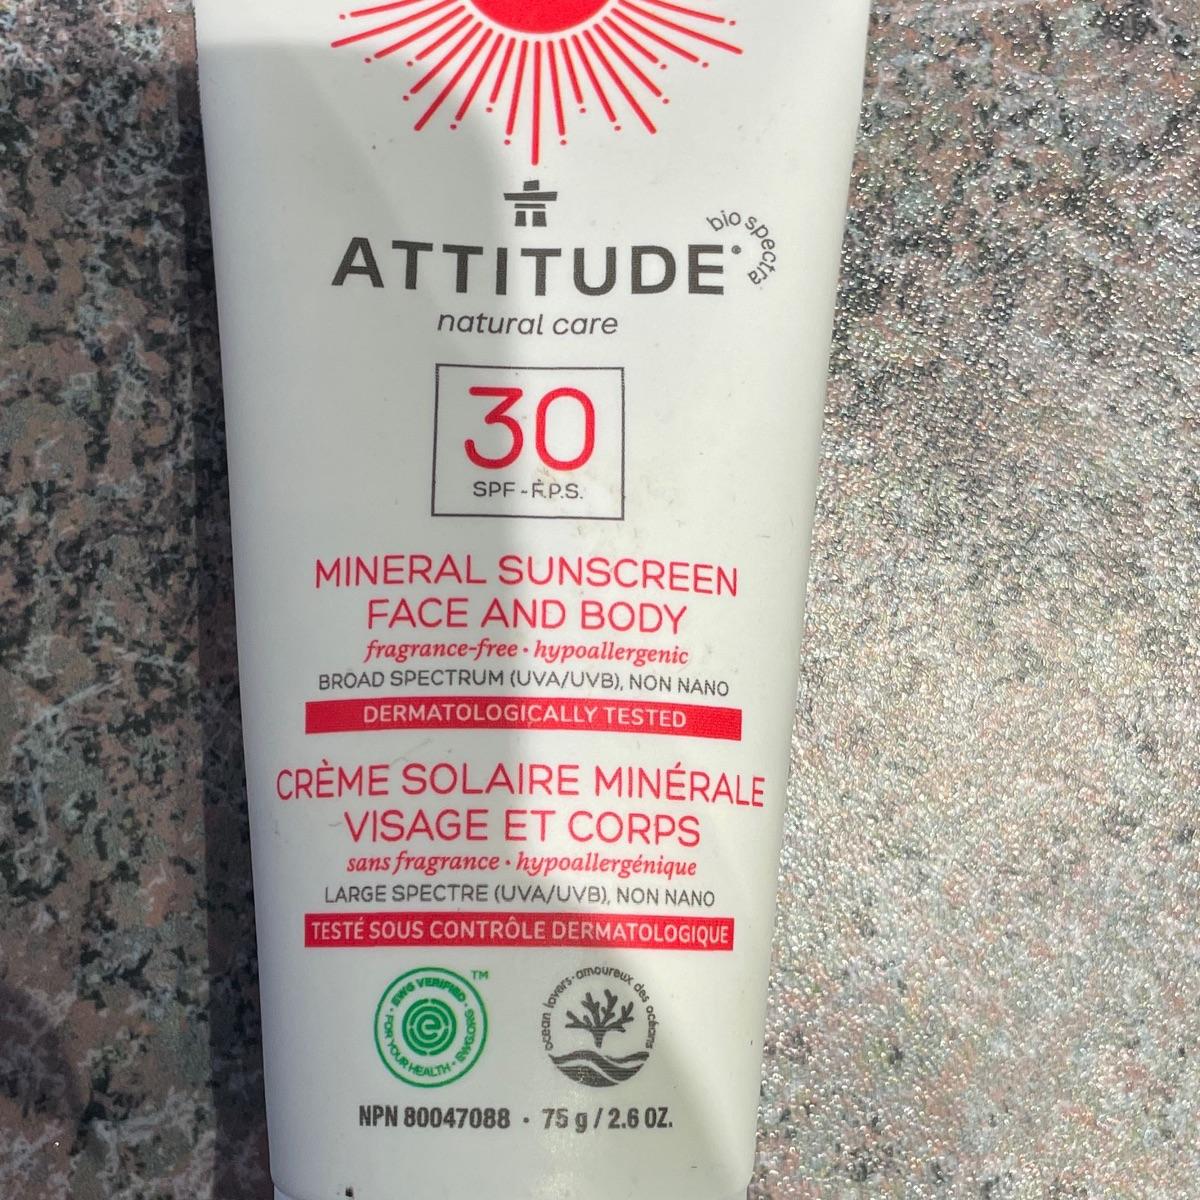 bio spectra
ATTITUDE
natural care
30
SPF - F.P.S.
MINERAL SUNSCREEN
FACE AND BODY
fragrance-free · hypoallergenic
BROAD SPECTRUM (UVA/UVB), NON NANO
DERMATOLOGICALLY TESTED
CRÈME SOLAIRE MINÉRALE
VISAGE ET CORPS
sans fragrance · hypoallergénique
LARGE SPECTRE (UVA/UVB), NON NANO
TESTÉ SOUS CONTRÔLE DERMATOLOGIQUE
EWG VERIFIED · FOR YOUR HEALTH · EWG.ORG ™
ocean lovers · amoureux des océans
NPN 80047088 · 75 g / 2.6 OZ.